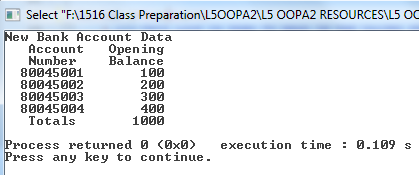 Select "F:\1516 Class Preparation\L5OOPA2\L5 OOPA2 RESOURCES\L5 OO
New Bank Account Data
Account Opening
Number Balance
80045001 100
80045002 200
80045003 300
80045004 400
Totals 1000
Process returned 0 (0x0) execution time : 0.109 s
Press any key to continue.